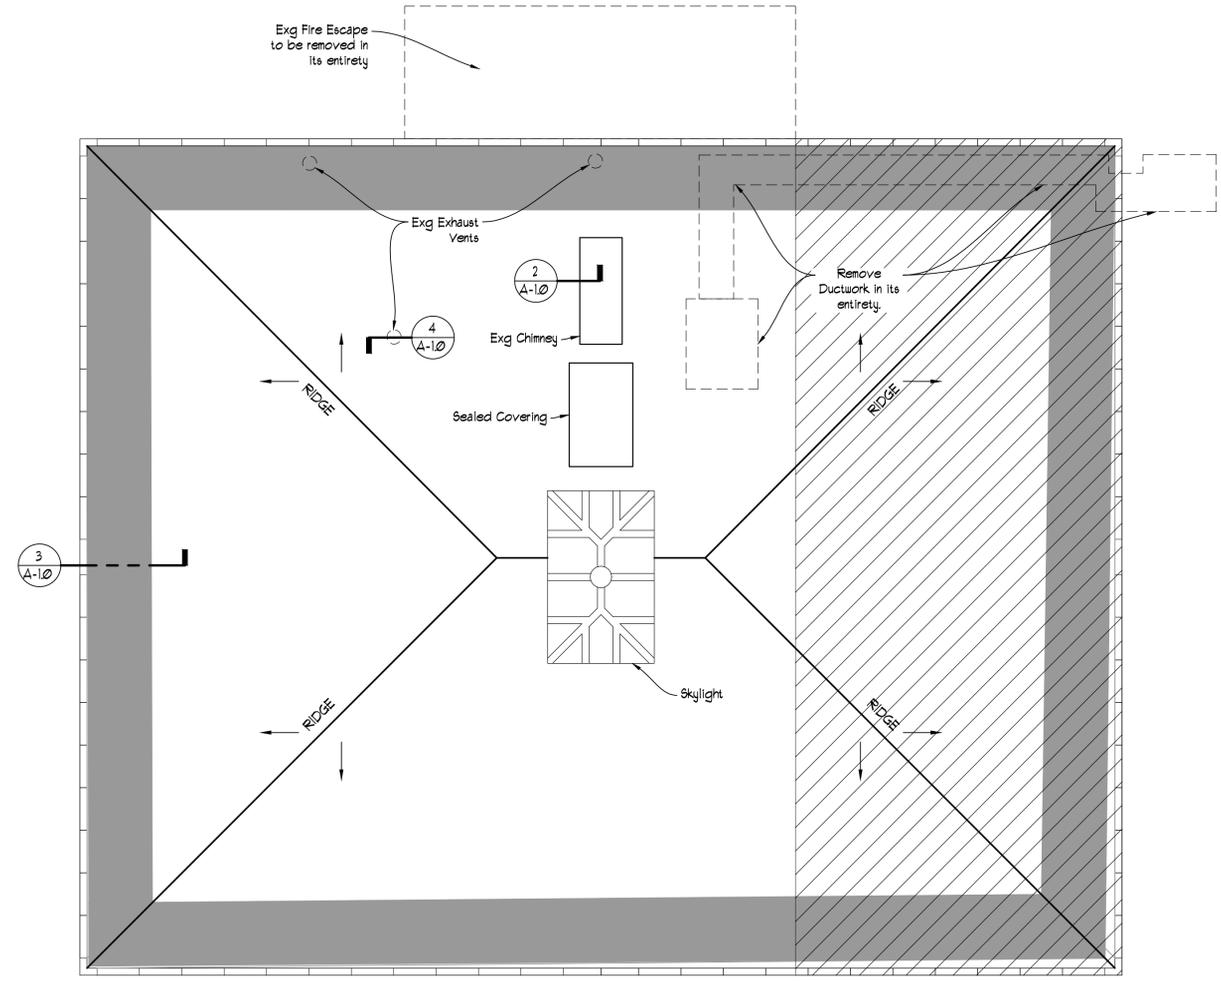 Exg Fire Escape
to be removed in
its entirety
Exg Exhaust
Vents
2
A-1.0
Remove
Ductwork in its
entirety.
4
A-1.0
Exg Chimney
RIDGE
RIDGE
Sealed Covering
3
A-1.0
Skylight
RIDGE
RIDGE